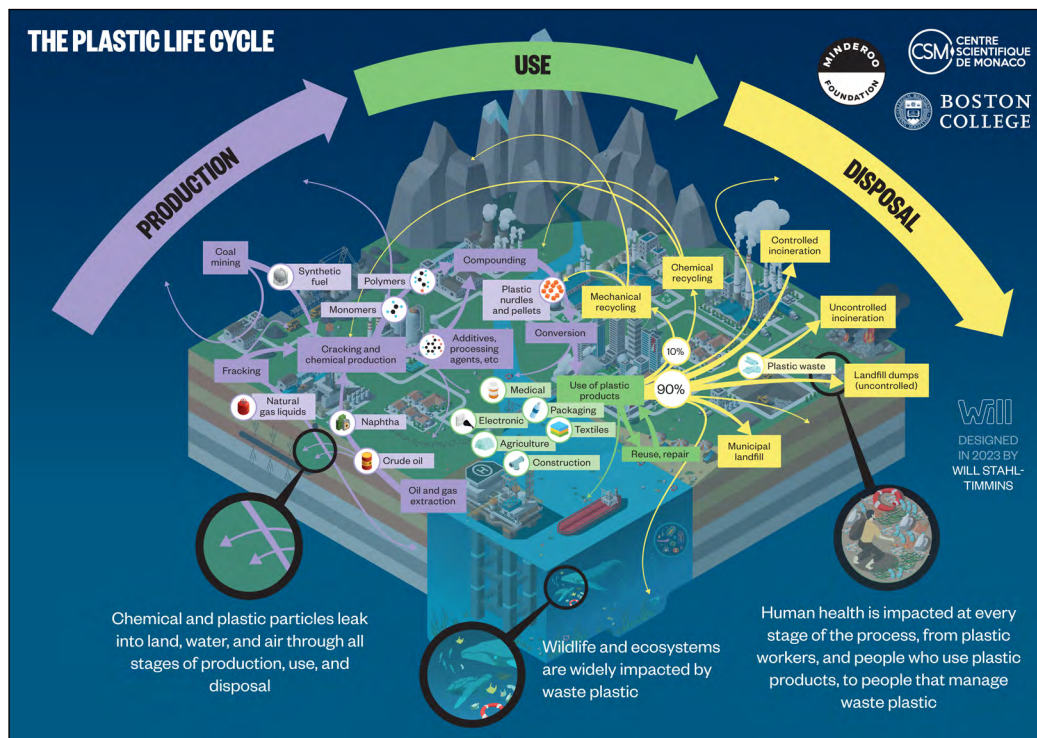 THE PLASTIC LIFE CYCLE
PRODUCTION
USE
DISPOSAL
MINDEROO
FOUNDATION
CSM
CENTRE
SCIENTIFIQUE
DE MONACO
BOSTON
COLLEGE
Coal
mining
Synthetic
fuel
Polymers
Monomers
Compounding
Plastic
nurdles
and pellets
Mechanical
recycling
Chemical
recycling
Controlled
incineration
Uncontrolled
incineration
Cracking and
chemical production
Additives,
processing
agents, etc
Conversion
10%
90%
Plastic waste
Landfill dumps
(uncontrolled)
Fracking
Natural
gas liquids
Naphtha
Crude oil
Oil and gas
extraction
Medical
Packaging
Electronic
Textiles
Agriculture
Construction
Use of plastic
products
Reuse, repair
Municipal
landfill
Will
DESIGNED
IN 2023 BY
WILL STAHL-
TIMMINS
Chemical and plastic particles leak
into land, water, and air through all
stages of production, use, and
disposal
Wildlife and ecosystems
are widely impacted by
waste plastic
Human health is impacted at every
stage of the process, from plastic
workers, and people who use plastic
products, to people that manage
waste plastic